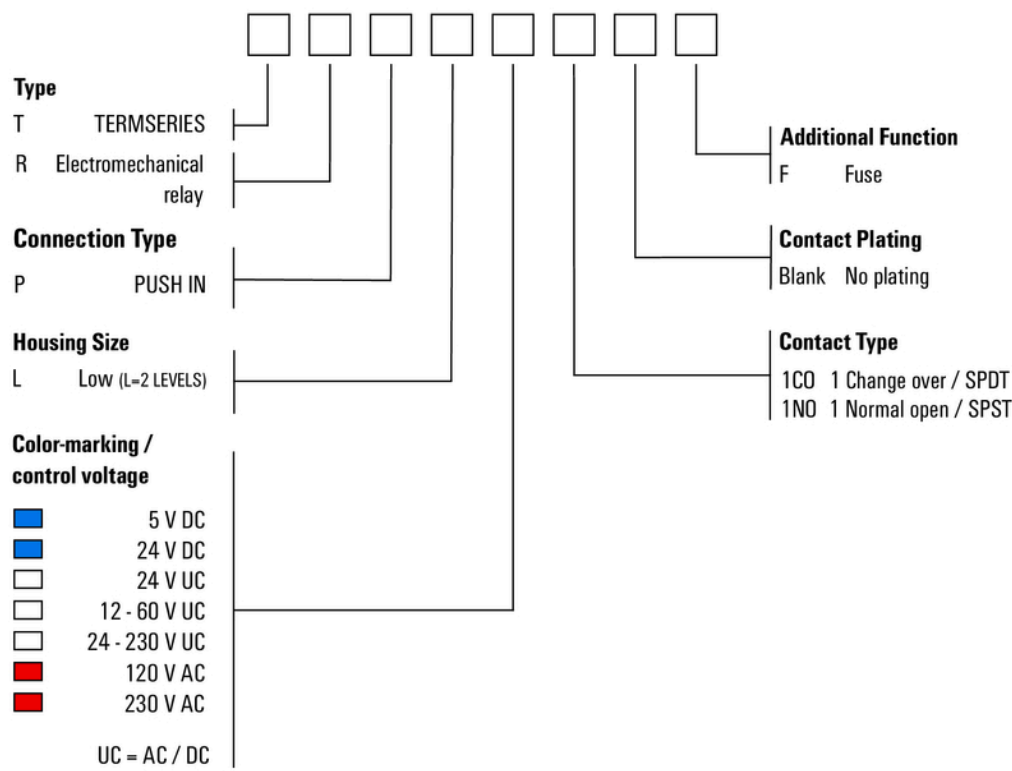 Type
T TERMSERIES
R Electromechanical
relay
Connection Type
P PUSH IN
Housing Size
L Low (L=2 LEVELS)
Color-marking /
control voltage
5 V DC
24 V DC
24 V UC
12 - 60 V UC
24 - 230 V UC
120 V AC
230 V AC
UC = AC / DC
Additional Function
F Fuse
Contact Plating
Blank No plating
Contact Type
1CO 1 Change over / SPDT
1NO 1 Normal open / SPST